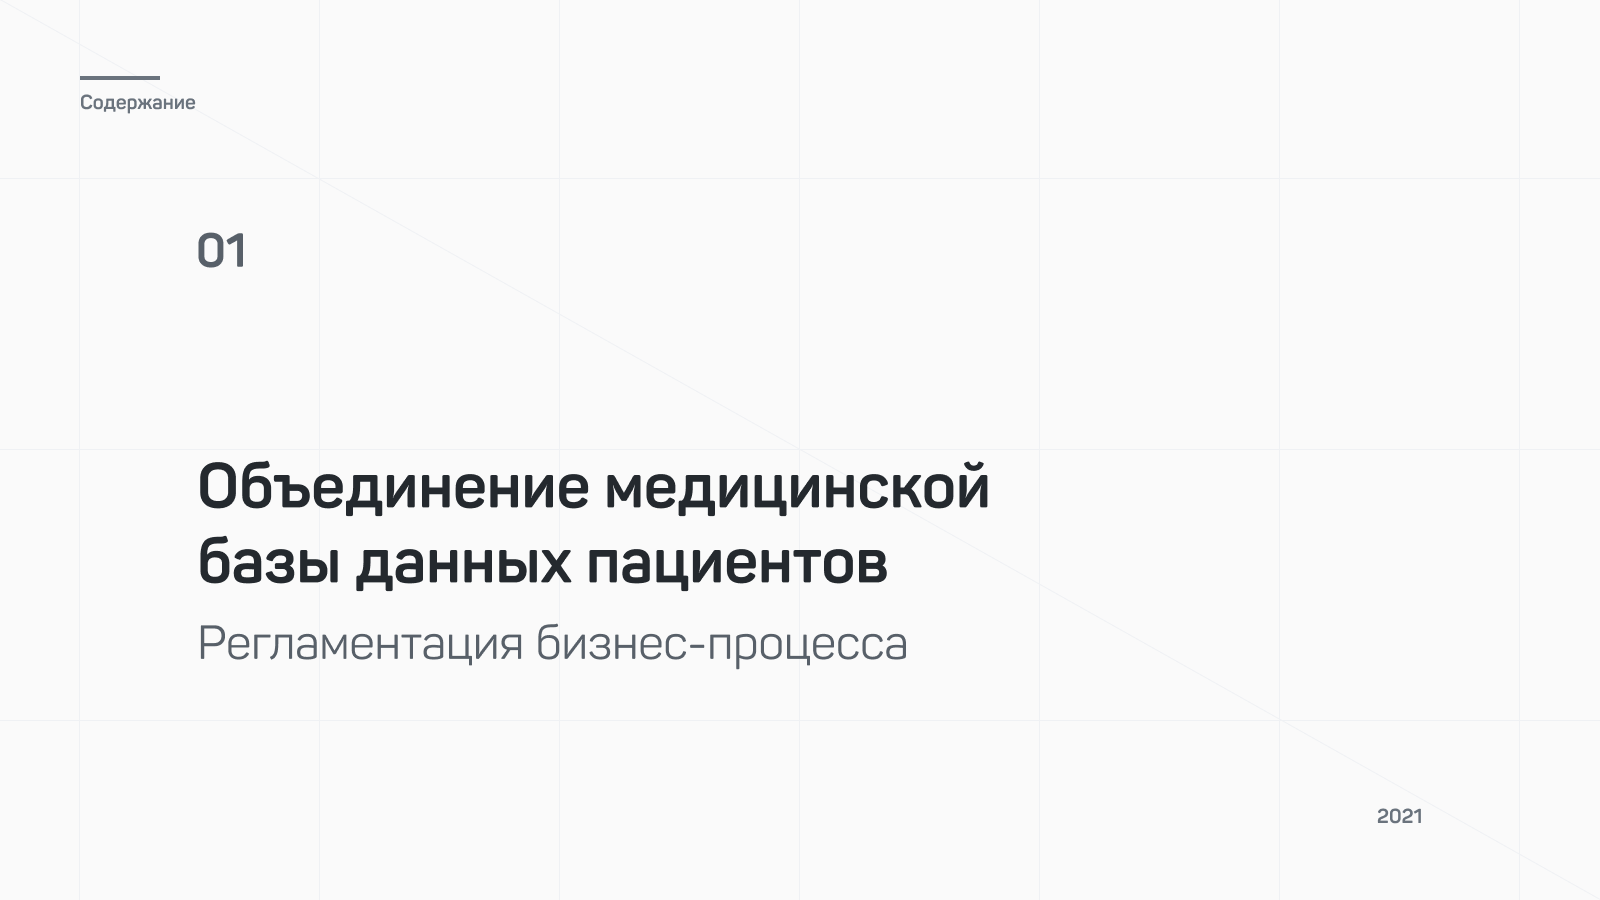 Содержание
01
Объединение медицинской
базы данных пациентов
Регламентация бизнес-процесса
2021